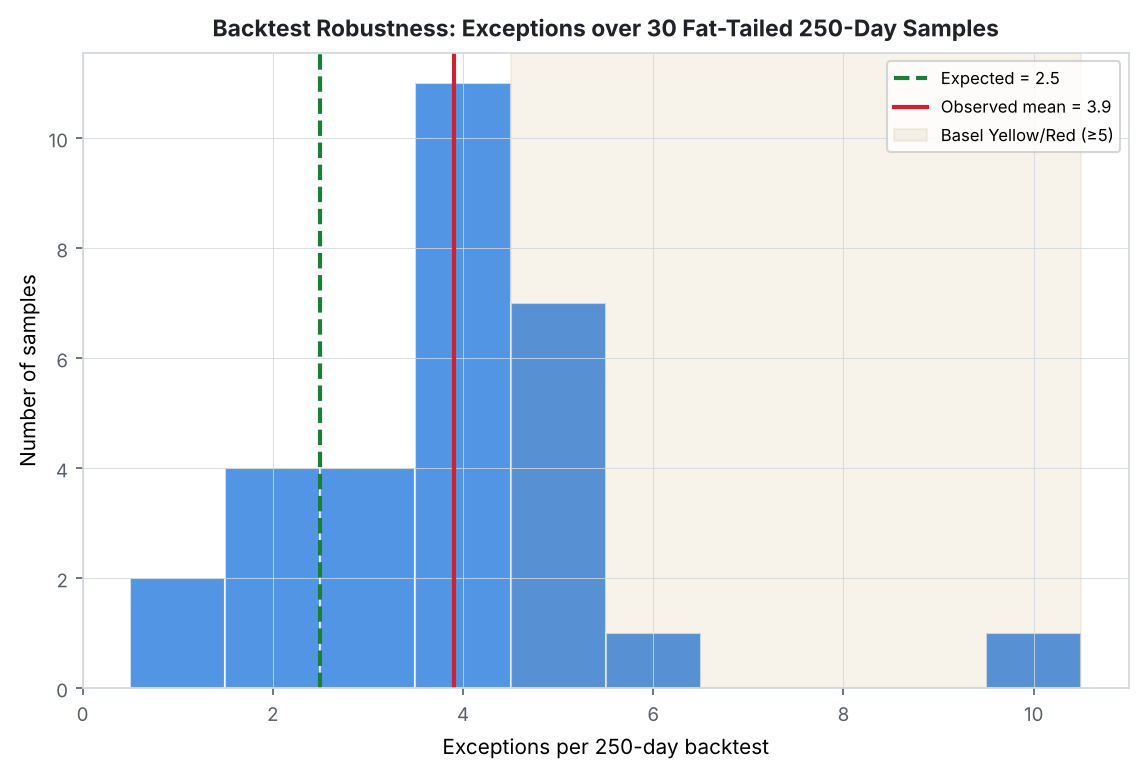 Backtest Robustness: Exceptions over 30 Fat-Tailed 250-Day Samples
Expected = 2.5
Observed mean = 3.9
Basel Yellow/Red (≥5)
Number of samples
10
8
6
4
2
0
0 2 4 6 8 10
Exceptions per 250-day backtest